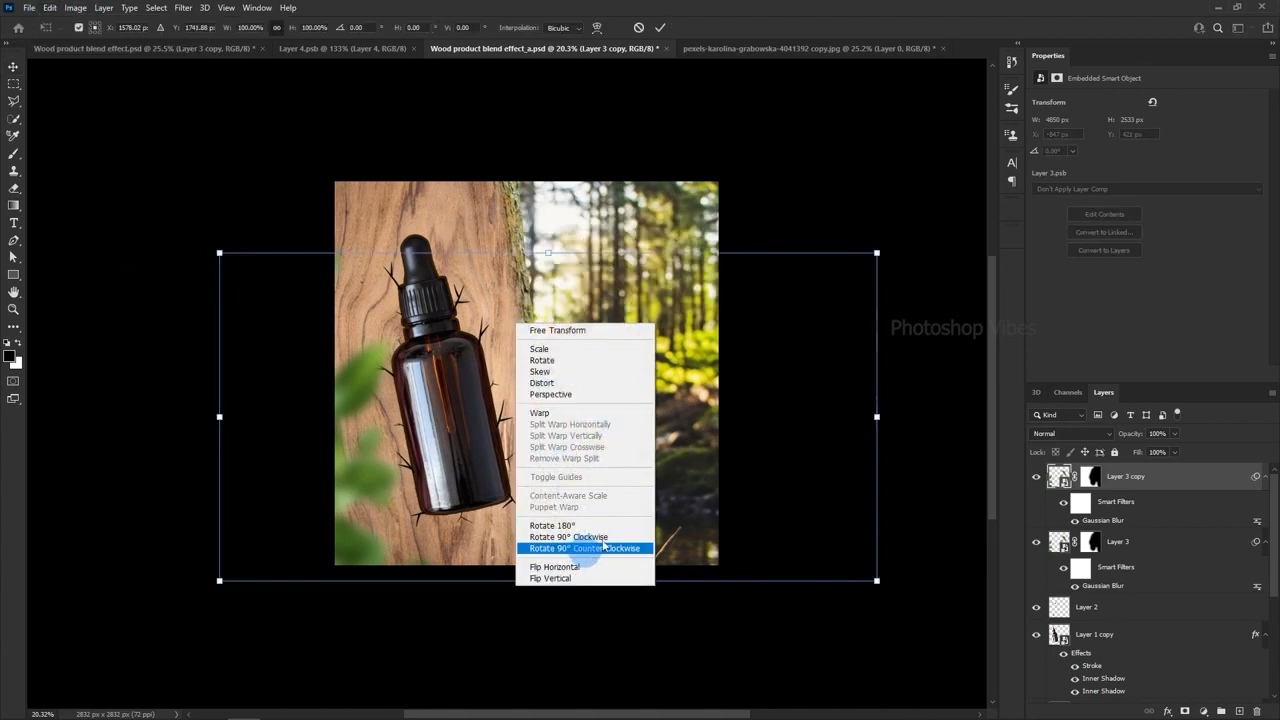 File Edit Image Layer Type Select Filter 3D View Window Help
X: 1578.02 px Y: 1741.88 px W: 100.00% H: 100.00% 0.00 ° H: 0.00 ° V: 0.00 ° Interpolation: Bicubic
Wood product blend effect.psd @ 25.5% (Layer 3 copy, RGB/8) * ×
Layer 4.psb @ 133% (Layer 4, RGB/8) ×
Wood product blend effect_a.psd @ 20.3% (Layer 3 copy, RGB/8) * ×
pexels-karolina-grabowska-4041392 copy.jpg @ 25.2% (Layer 0, RGB/8) * ×
Properties
Embedded Smart Object
Transform
W: 4850 px H: 2533 px
X: -847 px Y: 421 px
0.00°
Layer 3.psb
Don't Apply Layer Comp
Edit Contents
Convert to Linked...
Convert to Layers
Photoshop Vibes
Free Transform
Scale
Rotate
Skew
Distort
Perspective
Warp
Split Warp Horizontally
Split Warp Vertically
Split Warp Crosswise
Remove Warp Split
Toggle Guides
Content-Aware Scale
Puppet Warp
Rotate 180°
Rotate 90° Clockwise
Rotate 90° Counter Clockwise
Flip Horizontal
Flip Vertical
3D Channels Layers
Kind
Normal Opacity: 100%
Lock: Fill: 100%
Layer 3 copy
Smart Filters
Gaussian Blur
Layer 3
Smart Filters
Gaussian Blur
Layer 2
Layer 1 copy fx
Effects
Stroke
Inner Shadow
Inner Shadow
20.32% 2832 px x 2832 px (72 ppi)